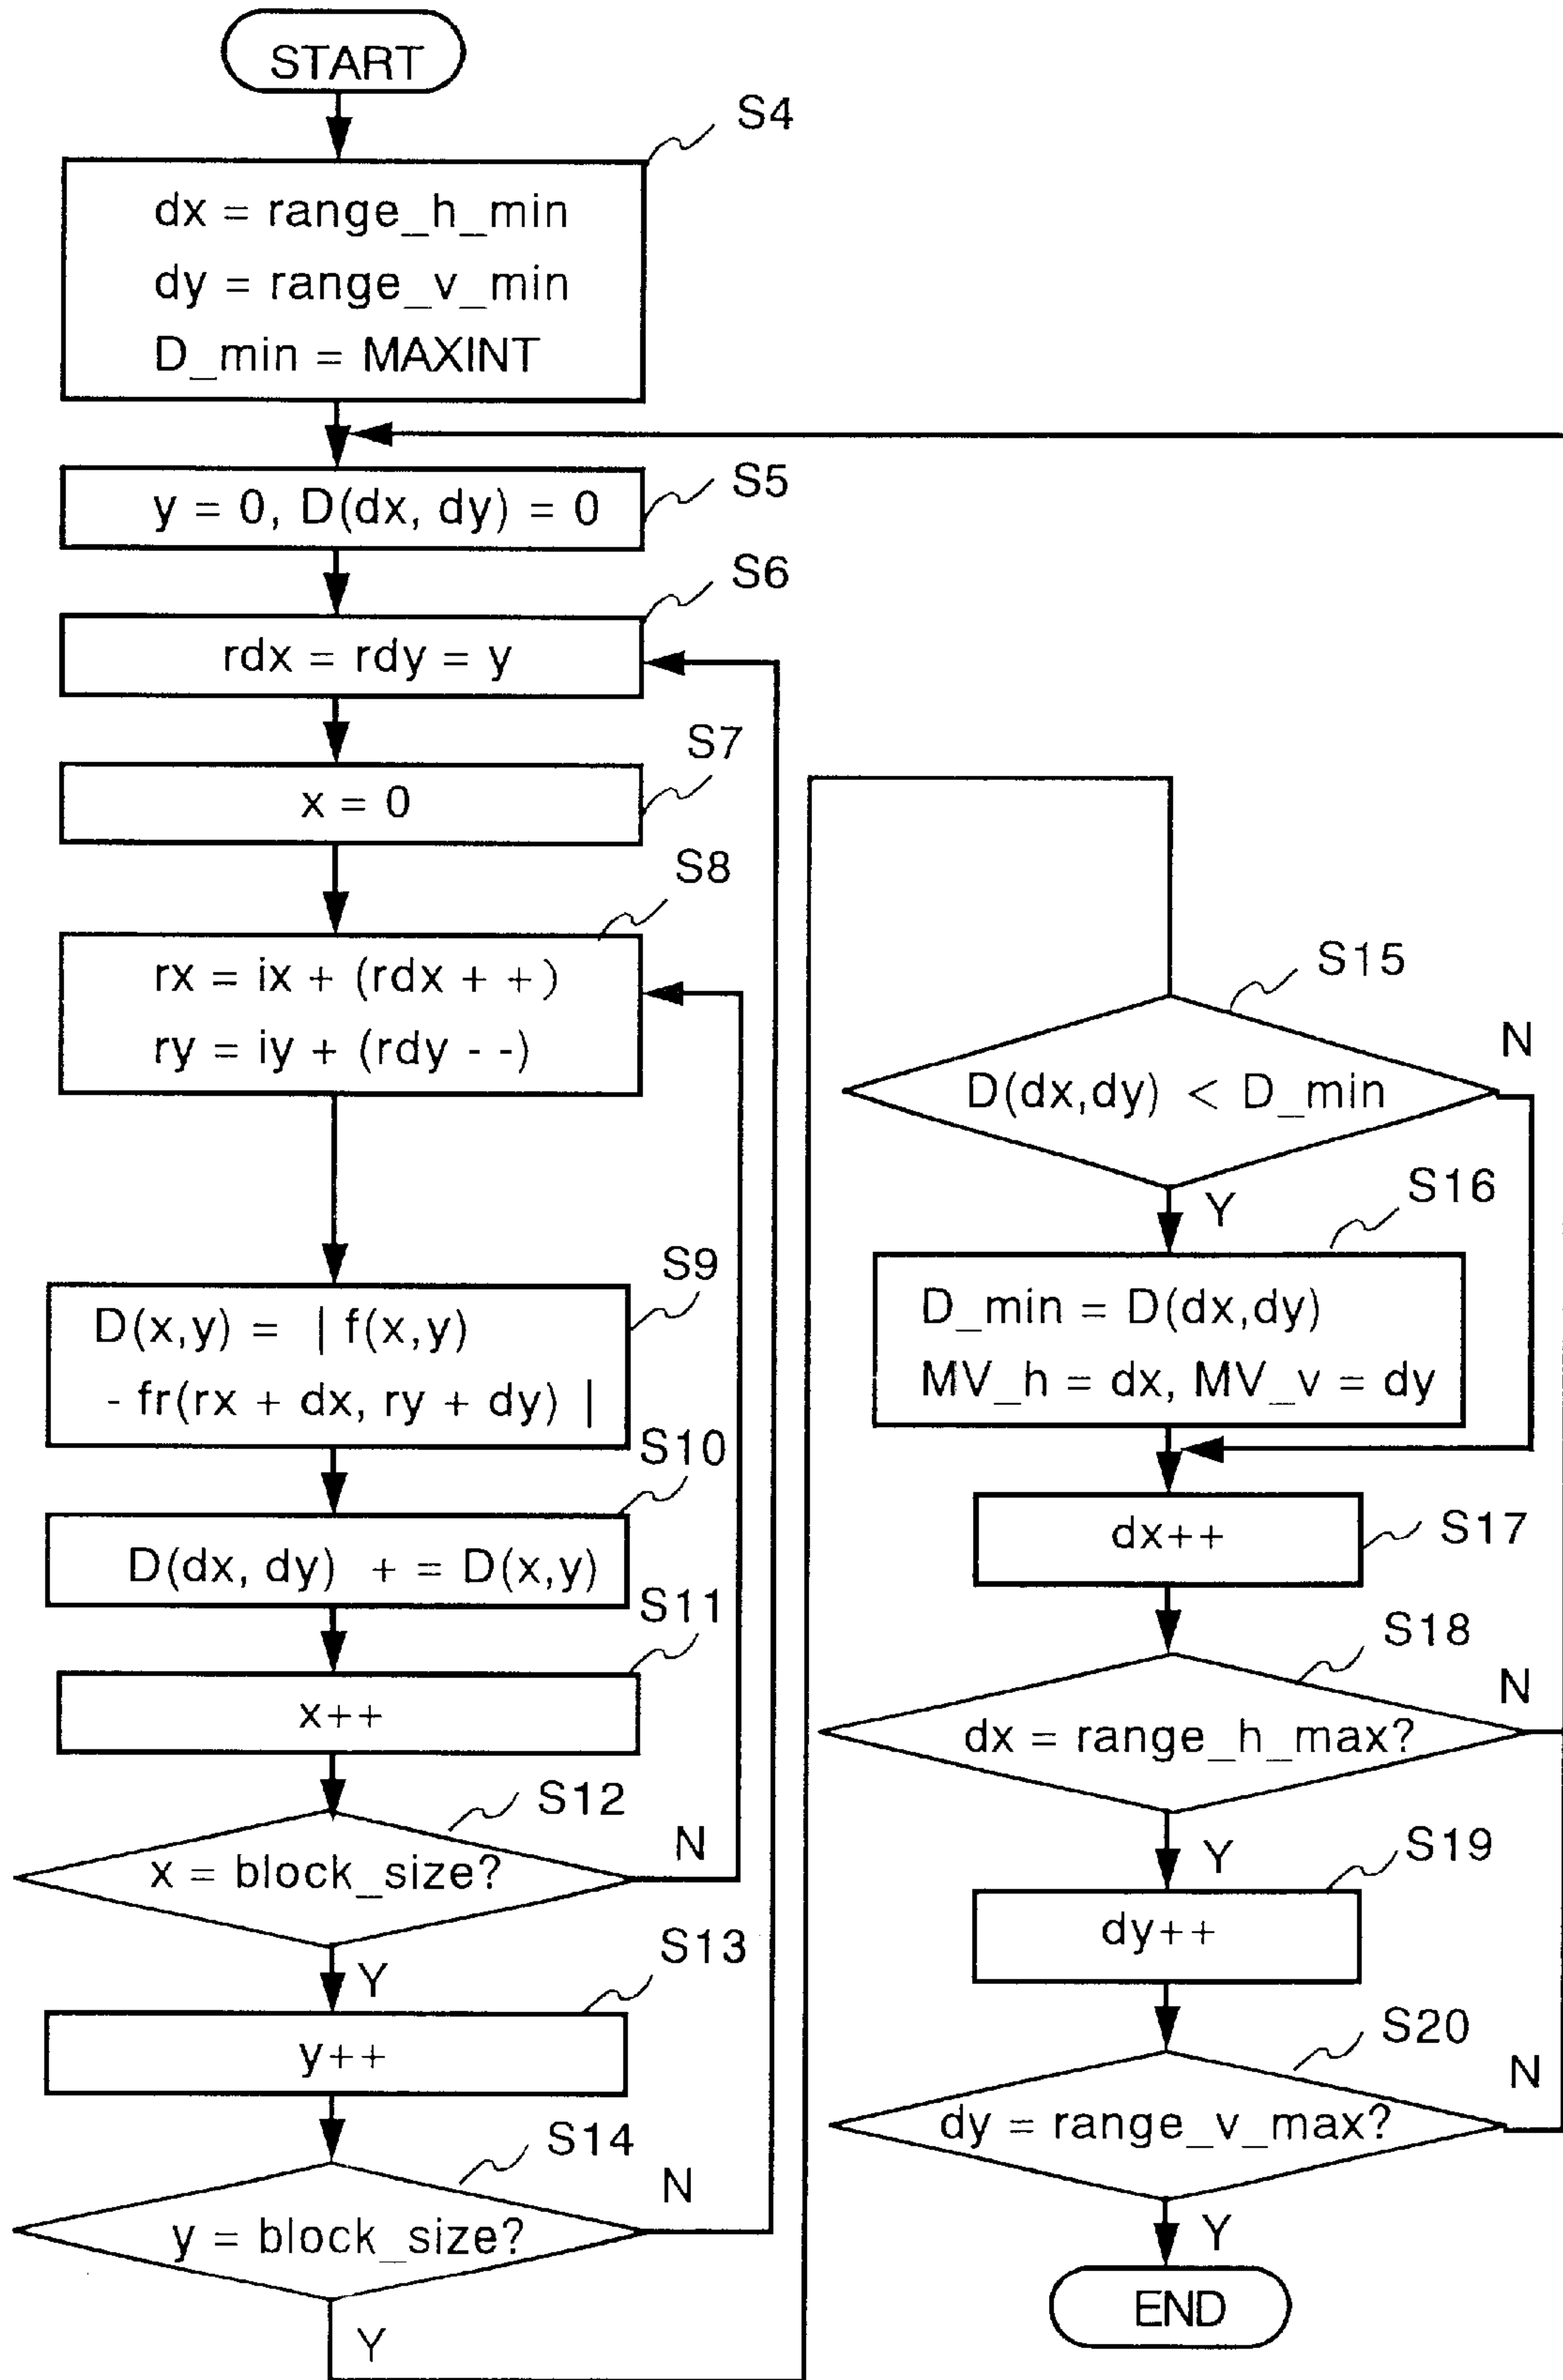 START
S4
dx = range_h_min
dy = range_v_min
D_min = MAXINT
S5
y = 0, D(dx, dy) = 0
S6
rdx = rdy = y
S7
x = 0
S8
rx = ix + (rdx + +)
ry = iy + (rdy - -)
S9
D(x,y) = | f(x,y)
- fr(rx + dx, ry + dy) |
S10
D(dx, dy) + = D(x,y)
S11
x++
S12
x = block_size?
N
Y
S13
y++
S14
y = block_size?
N
Y
S15
D(dx,dy) < D_min
N
Y
S16
D_min = D(dx,dy)
MV_h = dx, MV_v = dy
S17
dx++
S18
dx = range_h_max?
N
Y
S19
dy++
S20
dy = range_v_max?
N
Y
END